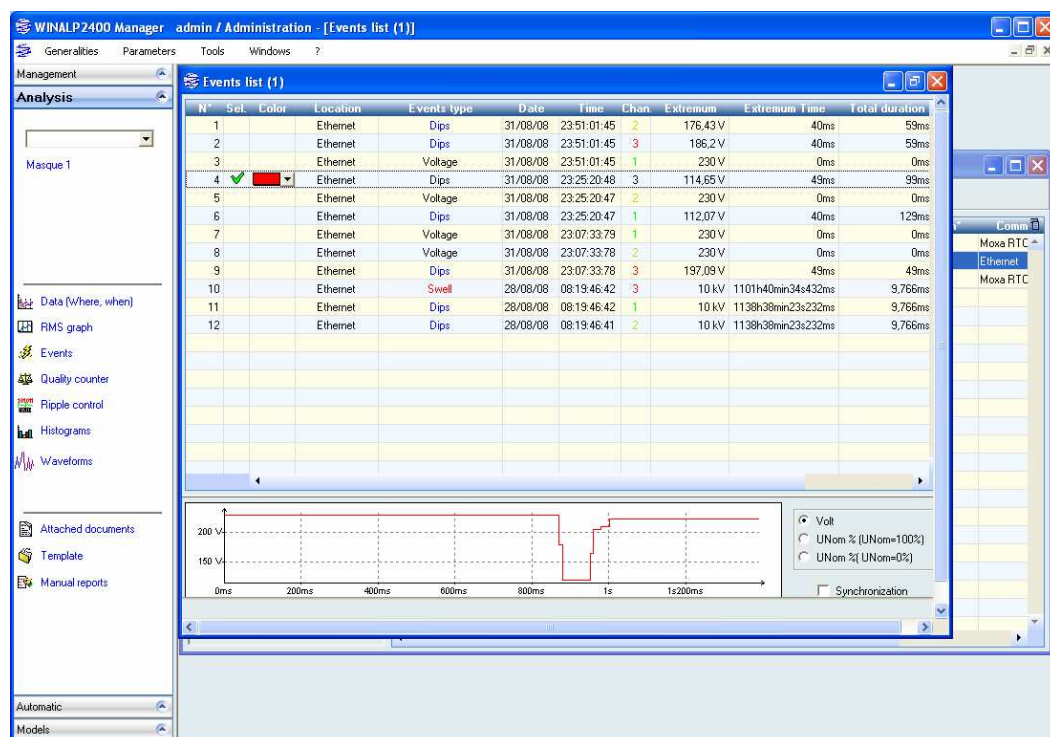 WINALP2400 Manager admin / Administration - [Events list (1)]
Generalities Parameters Tools Windows ?
Management
Analysis
Masque 1
Data (Where, when)
RMS graph
Events
Quality counter
Ripple control
Histograms
Waveforms
Attached documents
Template
Manual reports
Automatic
Models
Events list (1)
N° Sel. Color Location Events type Date Time Chan. Extremum Extremum Time Total duration
1 Ethernet Dips 31/08/08 23:51:01:45 2 176,43 V 40ms 59ms
2 Ethernet Dips 31/08/08 23:51:01:45 3 186,2 V 40ms 59ms
3 Ethernet Voltage 31/08/08 23:51:01:45 1 230 V 0ms 0ms
4 Ethernet Dips 31/08/08 23:25:20:48 3 114,65 V 49ms 99ms
5 Ethernet Voltage 31/08/08 23:25:20:47 2 230 V 0ms 0ms
6 Ethernet Dips 31/08/08 23:25:20:47 1 112,07 V 40ms 129ms
7 Ethernet Voltage 31/08/08 23:07:33:79 1 230 V 0ms 0ms
8 Ethernet Voltage 31/08/08 23:07:33:78 2 230 V 0ms 0ms
9 Ethernet Dips 31/08/08 23:07:33:78 3 197,09 V 49ms 49ms
10 Ethernet Swell 28/08/08 08:19:46:42 3 10 kV 1101h40min34s432ms 9,766ms
11 Ethernet Dips 28/08/08 08:19:46:42 1 10 kV 1138h38min23s232ms 9,766ms
12 Ethernet Dips 28/08/08 08:19:46:41 2 10 kV 1138h38min23s232ms 9,766ms
200 V
150 V
0ms 200ms 400ms 600ms 800ms 1s 1s200ms
Volt
UNom % (UNom=100%)
UNom %( UNom=0%)
Synchronization
Comm
Moxa RTC
Ethernet
Moxa RTC